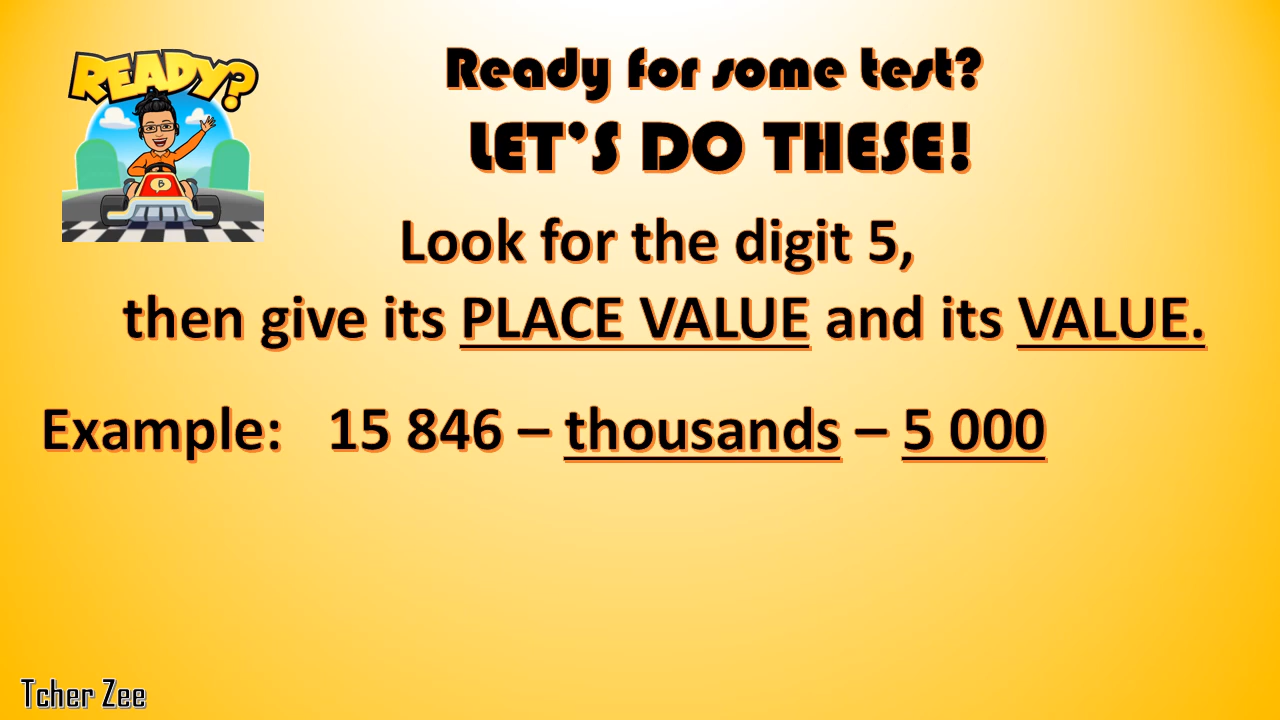 READY?
Ready for some test?
LET'S DO THESE!
Look for the digit 5,
then give its PLACE VALUE and its VALUE.
Example: 15 846 – thousands – 5 000
Tcher Zee